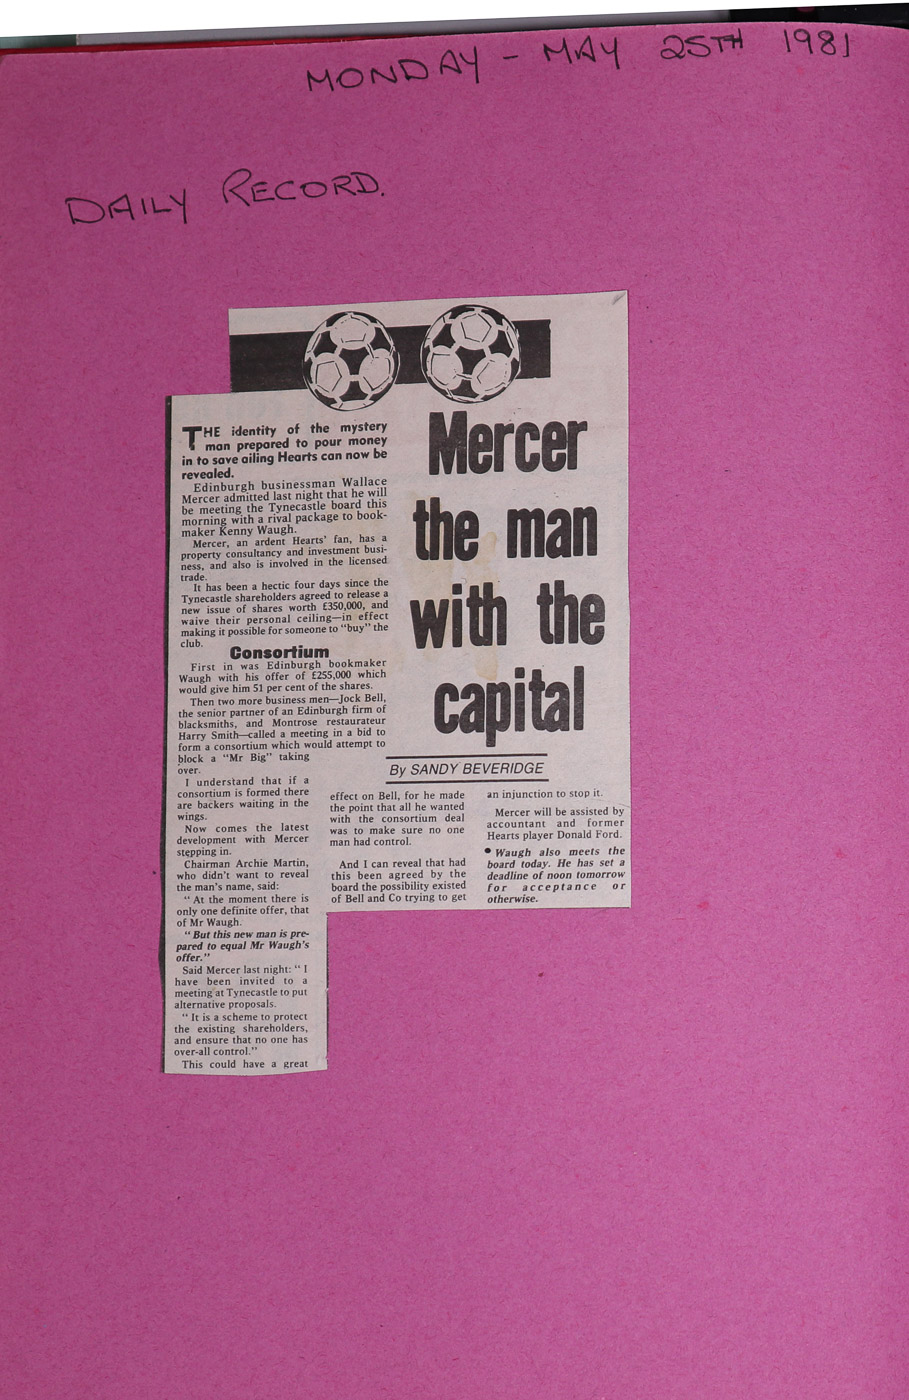 MONDAY - MAY 25TH 1981
DAILY RECORD.
Mercer
the man
with the
capital
By SANDY BEVERIDGE
THE identity of the mystery
man prepared to pour money
in to save ailing Hearts can now be
revealed.
Edinburgh businessman Wallace
Mercer admitted last night that he will
be meeting the Tynecastle board this
morning with a rival package to book-
maker Kenny Waugh.
Mercer, an ardent Hearts' fan, has a
property consultancy and investment busi-
ness, and also is involved in the licensed
trade.
It has been a hectic four days since the
Tynecastle shareholders agreed to release a
new issue of shares worth £350,000, and
waive their personal ceiling—in effect
making it possible for someone to "buy" the
club.
Consortium
First in was Edinburgh bookmaker
Waugh with his offer of £255,000 which
would give him 51 per cent of the shares.
Then two more business men—Jock Bell,
the senior partner of an Edinburgh firm of
blacksmiths, and Montrose restaurateur
Harry Smith—called a meeting in a bid to
form a consortium which would attempt to
block a "Mr Big" taking
over.
I understand that if a
consortium is formed there
are backers waiting in the
wings.
Now comes the latest
development with Mercer
stepping in.
Chairman Archie Martin,
who didn't want to reveal
the man's name, said:
"At the moment there is
only one definite offer, that
of Mr Waugh.
"But this new man is pre-
pared to equal Mr Waugh's
offer."
Said Mercer last night: "I
have been invited to a
meeting at Tynecastle to put
alternative proposals.
"It is a scheme to protect
the existing shareholders,
and ensure that no one has
over-all control."
This could have a great
effect on Bell, for he made
the point that all he wanted
with the consortium deal
was to make sure no one
man had control.
And I can reveal that had
this been agreed by the
board the possibility existed
of Bell and Co trying to get
an injunction to stop it.
Mercer will be assisted by
accountant and former
Hearts player Donald Ford.
● Waugh also meets the
board today. He has set a
deadline of noon tomorrow
for acceptance or
otherwise.